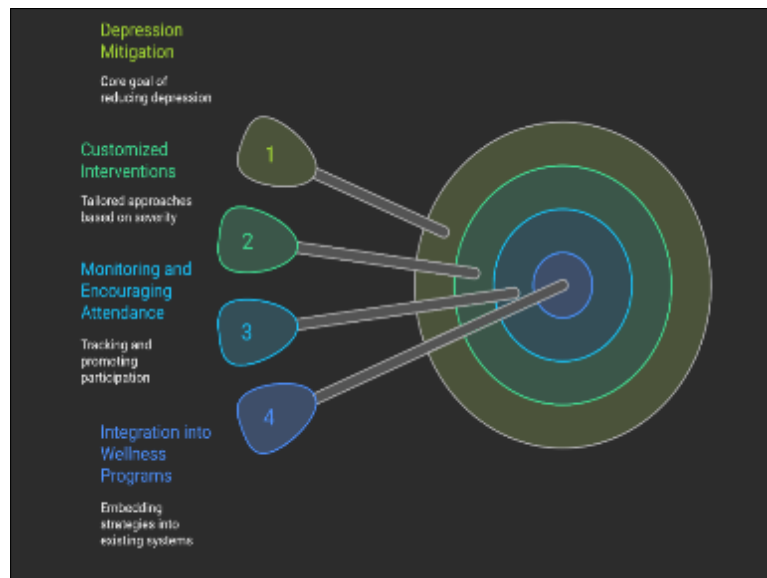 Depression
Mitigation
Core goal of
reducing depression
1
Customized
Interventions
Tailored approaches
based on severity
2
Monitoring and
Encouraging
Attendance
Tracking and
promoting
participation
3
4
Integration into
Wellness
Programs
Embedding
strategies into
existing systems